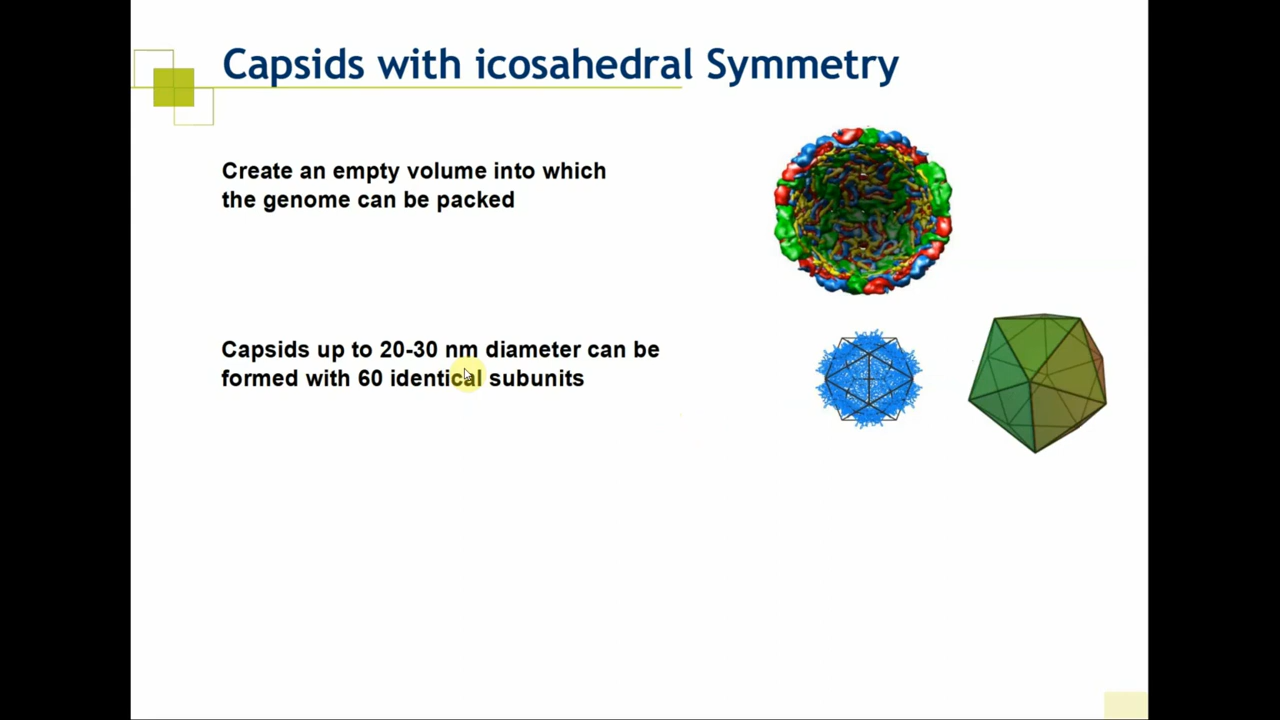 Capsids with icosahedral Symmetry
Create an empty volume into which
the genome can be packed
Capsids up to 20-30 nm diameter can be
formed with 60 identical subunits